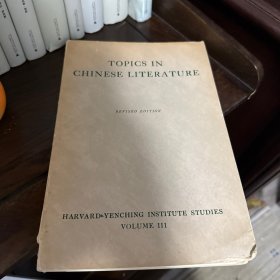 TOPICS IN
CHINESE LITERATURE
REVISED EDITION
HARVARD-YENCHING INSTITUTE STUDIES
VOLUME III